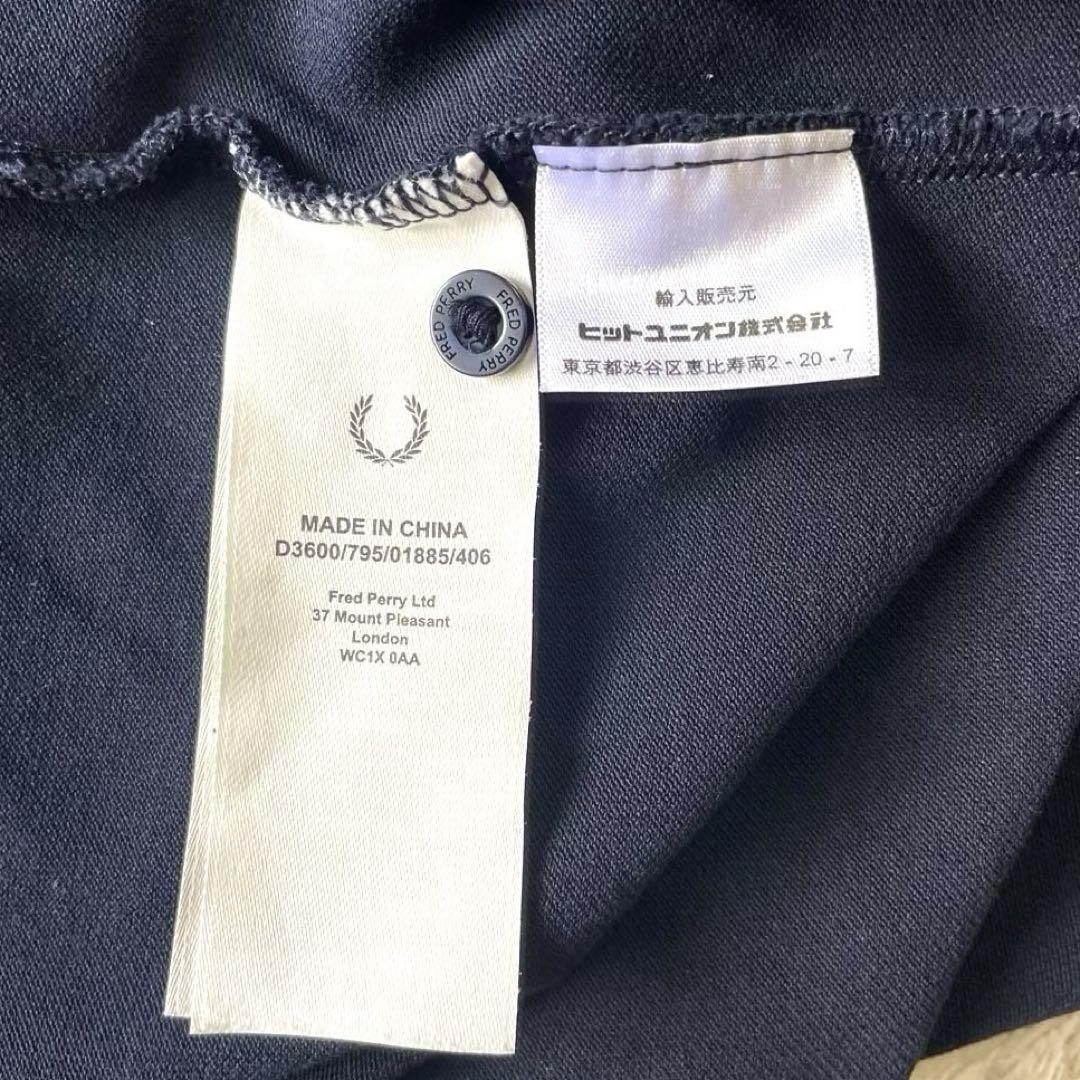 FRED PERRY FRED PERRY
MADE IN CHINA
D3600/795/01885/406
Fred Perry Ltd
37 Mount Pleasant
London
WC1X 0AA
輸入販売元
ヒットユニオン株式会社
東京都渋谷区恵比寿南2-20-7